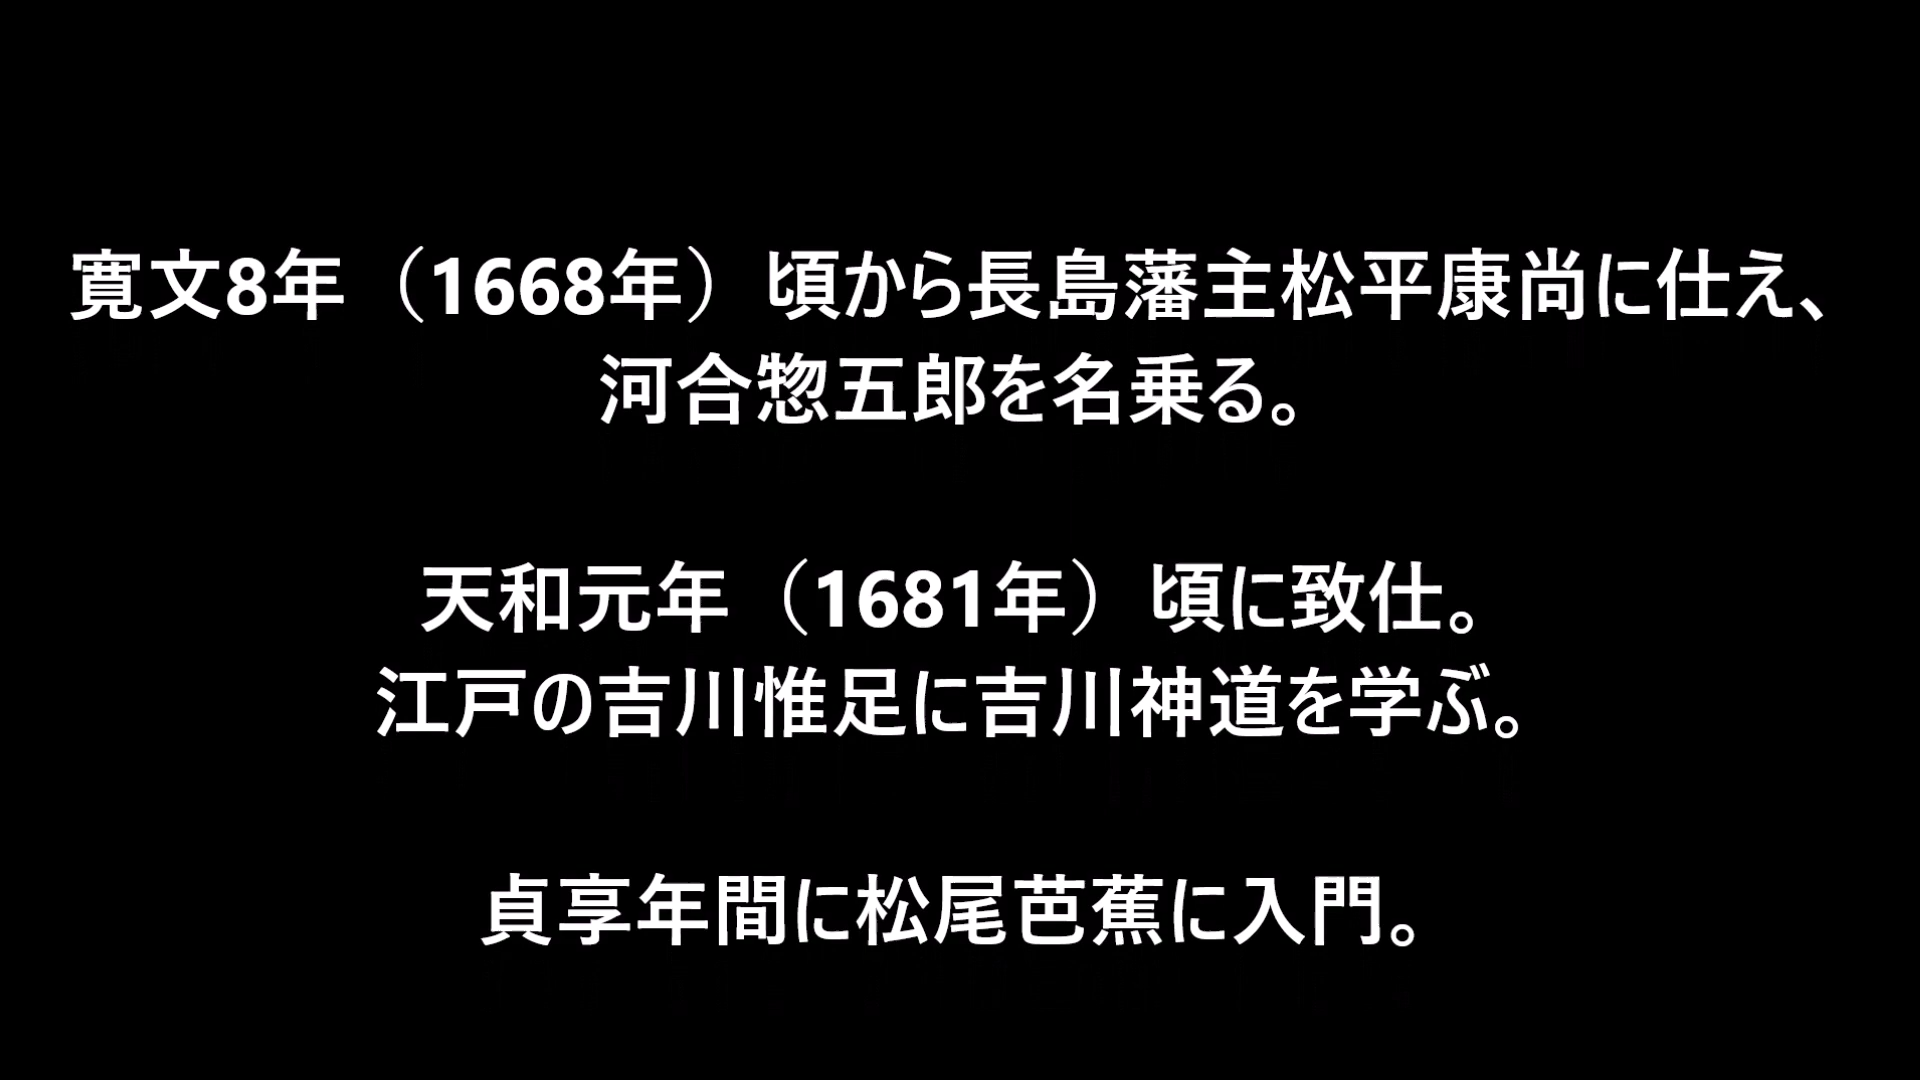 寛文8年（1668年）頃から長島藩主松平康尚に仕え、
河合惣五郎を名乗る。
天和元年（1681年）頃に致仕。
江戸の吉川惟足に吉川神道を学ぶ。
貞享年間に松尾芭蕉に入門。